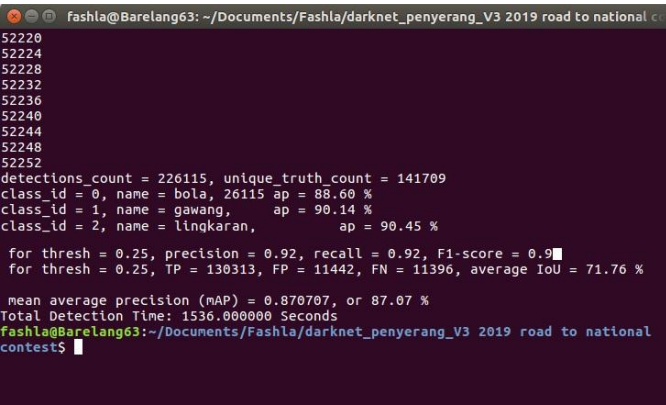 fashla@Barelang63: ~/Documents/Fashla/darknet_penyerang_V3 2019 road to national
52220
52224
52228
52232
52236
52240
52244
52248
52252
detections_count = 226115, unique_truth_count = 141709
class_id = 0, name = bola, 26115 ap = 88.60 %
class_id = 1, name = gawang, ap = 90.14 %
class_id = 2, name = lingkaran, ap = 90.45 %
for thresh = 0.25, precision = 0.92, recall = 0.92, F1-score = 0.9
for thresh = 0.25, TP = 130313, FP = 11442, FN = 11396, average IoU = 71.76 %
mean average precision (mAP) = 0.870707, or 87.07 %
Total Detection Time: 1536.000000 Seconds
fashla@Barelang63:~/Documents/Fashla/darknet_penyerang_V3 2019 road to national
contest$